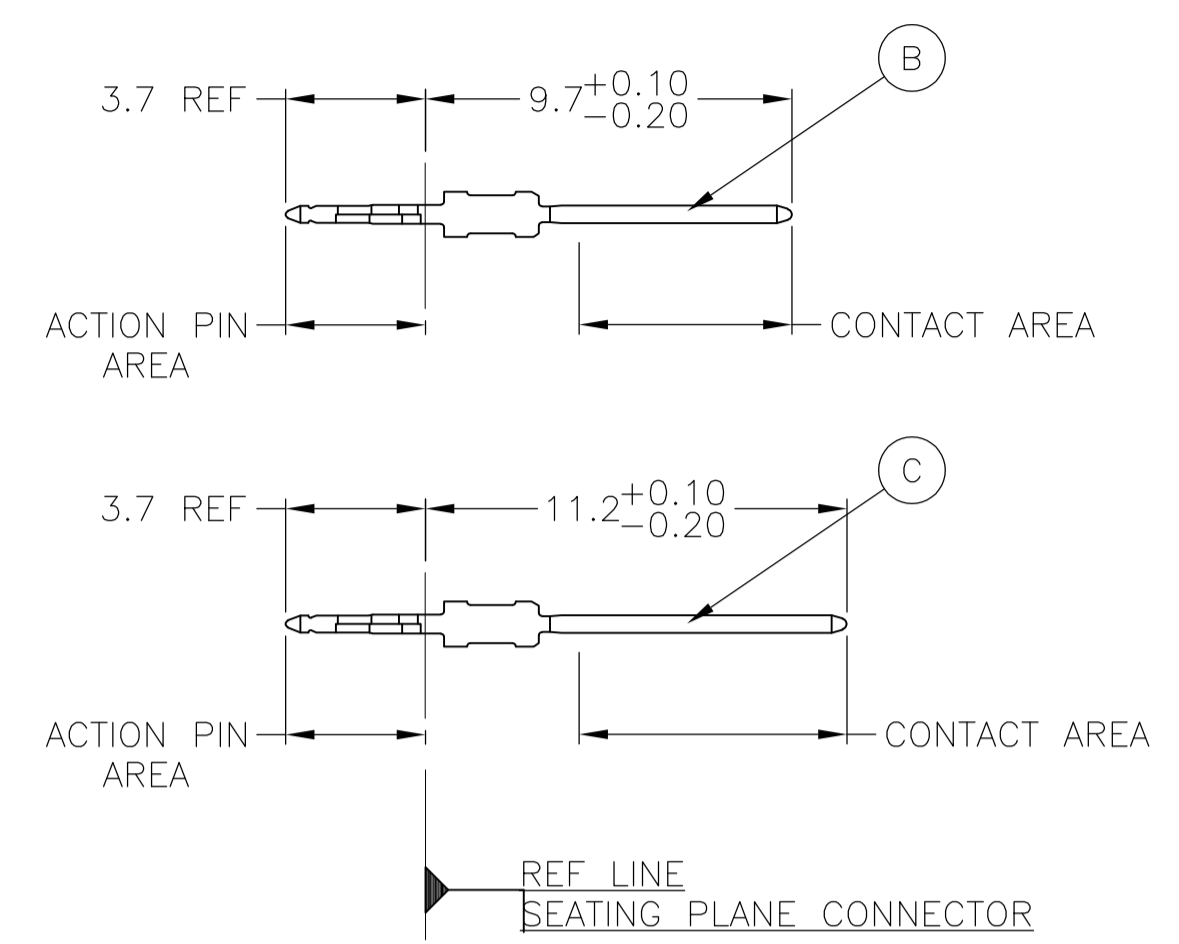 B
3.7 REF
9.7 +0.10
-0.20
ACTION PIN
AREA
CONTACT AREA
C
3.7 REF
11.2 +0.10
-0.20
ACTION PIN
AREA
CONTACT AREA
REF LINE
SEATING PLANE CONNECTOR